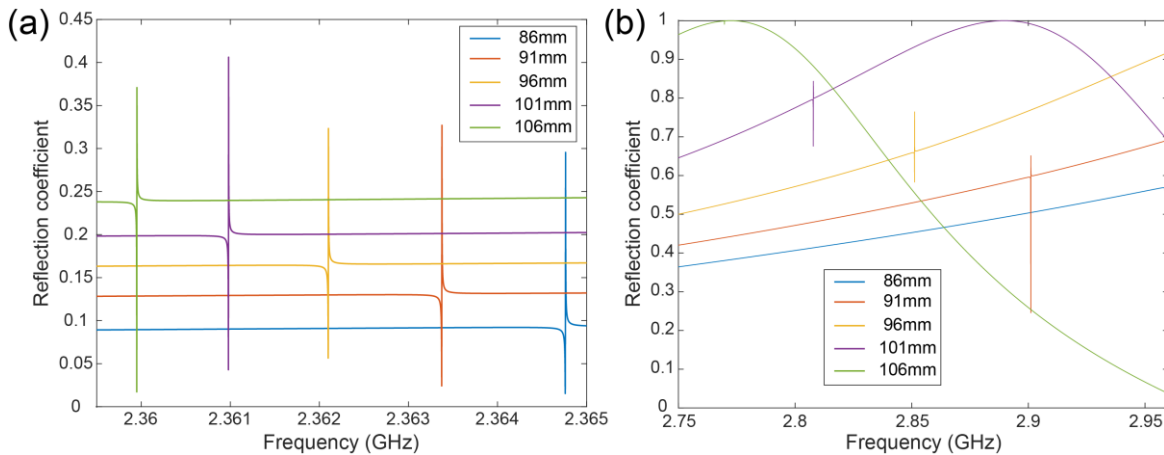 (a)
Reflection coefficient
0.45
0.4
0.35
0.3
0.25
0.2
0.15
0.1
0.05
0
86mm
91mm
96mm
101mm
106mm
2.36
2.361
2.362
2.363
2.364
2.365
Frequency (GHz)
(b)
Reflection coefficient
1
0.9
0.8
0.7
0.6
0.5
0.4
0.3
0.2
0.1
0
86mm
91mm
96mm
101mm
106mm
2.75
2.8
2.85
2.9
2.95
Frequency (GHz)